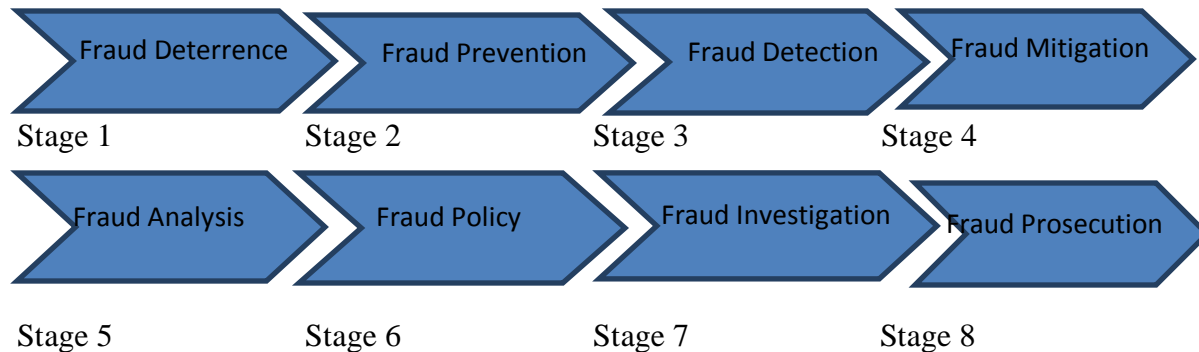 Fraud Deterrence Fraud Prevention Fraud Detection Fraud Mitigation
Stage 1 Stage 2 Stage 3 Stage 4
Fraud Analysis Fraud Policy Fraud Investigation Fraud Prosecution
Stage 5 Stage 6 Stage 7 Stage 8